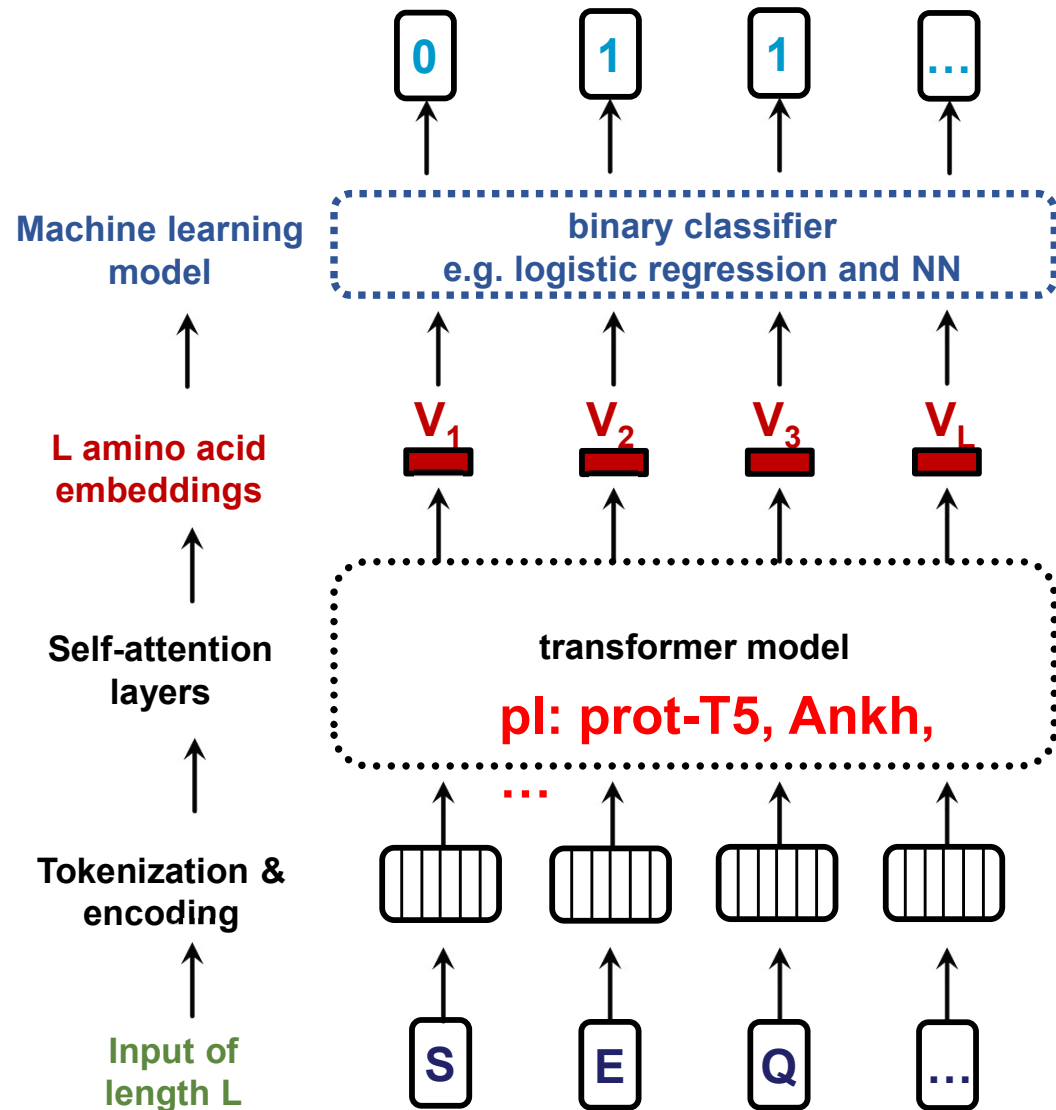 0 1 1 ...
Machine learning
model
binary classifier
e.g. logistic regression and NN
V1 V2 V3 VL
L amino acid
embeddings
Self-attention
layers
transformer model
pl: prot-T5, Ankh,
...
Tokenization &
encoding
S E Q ...
Input of
length L